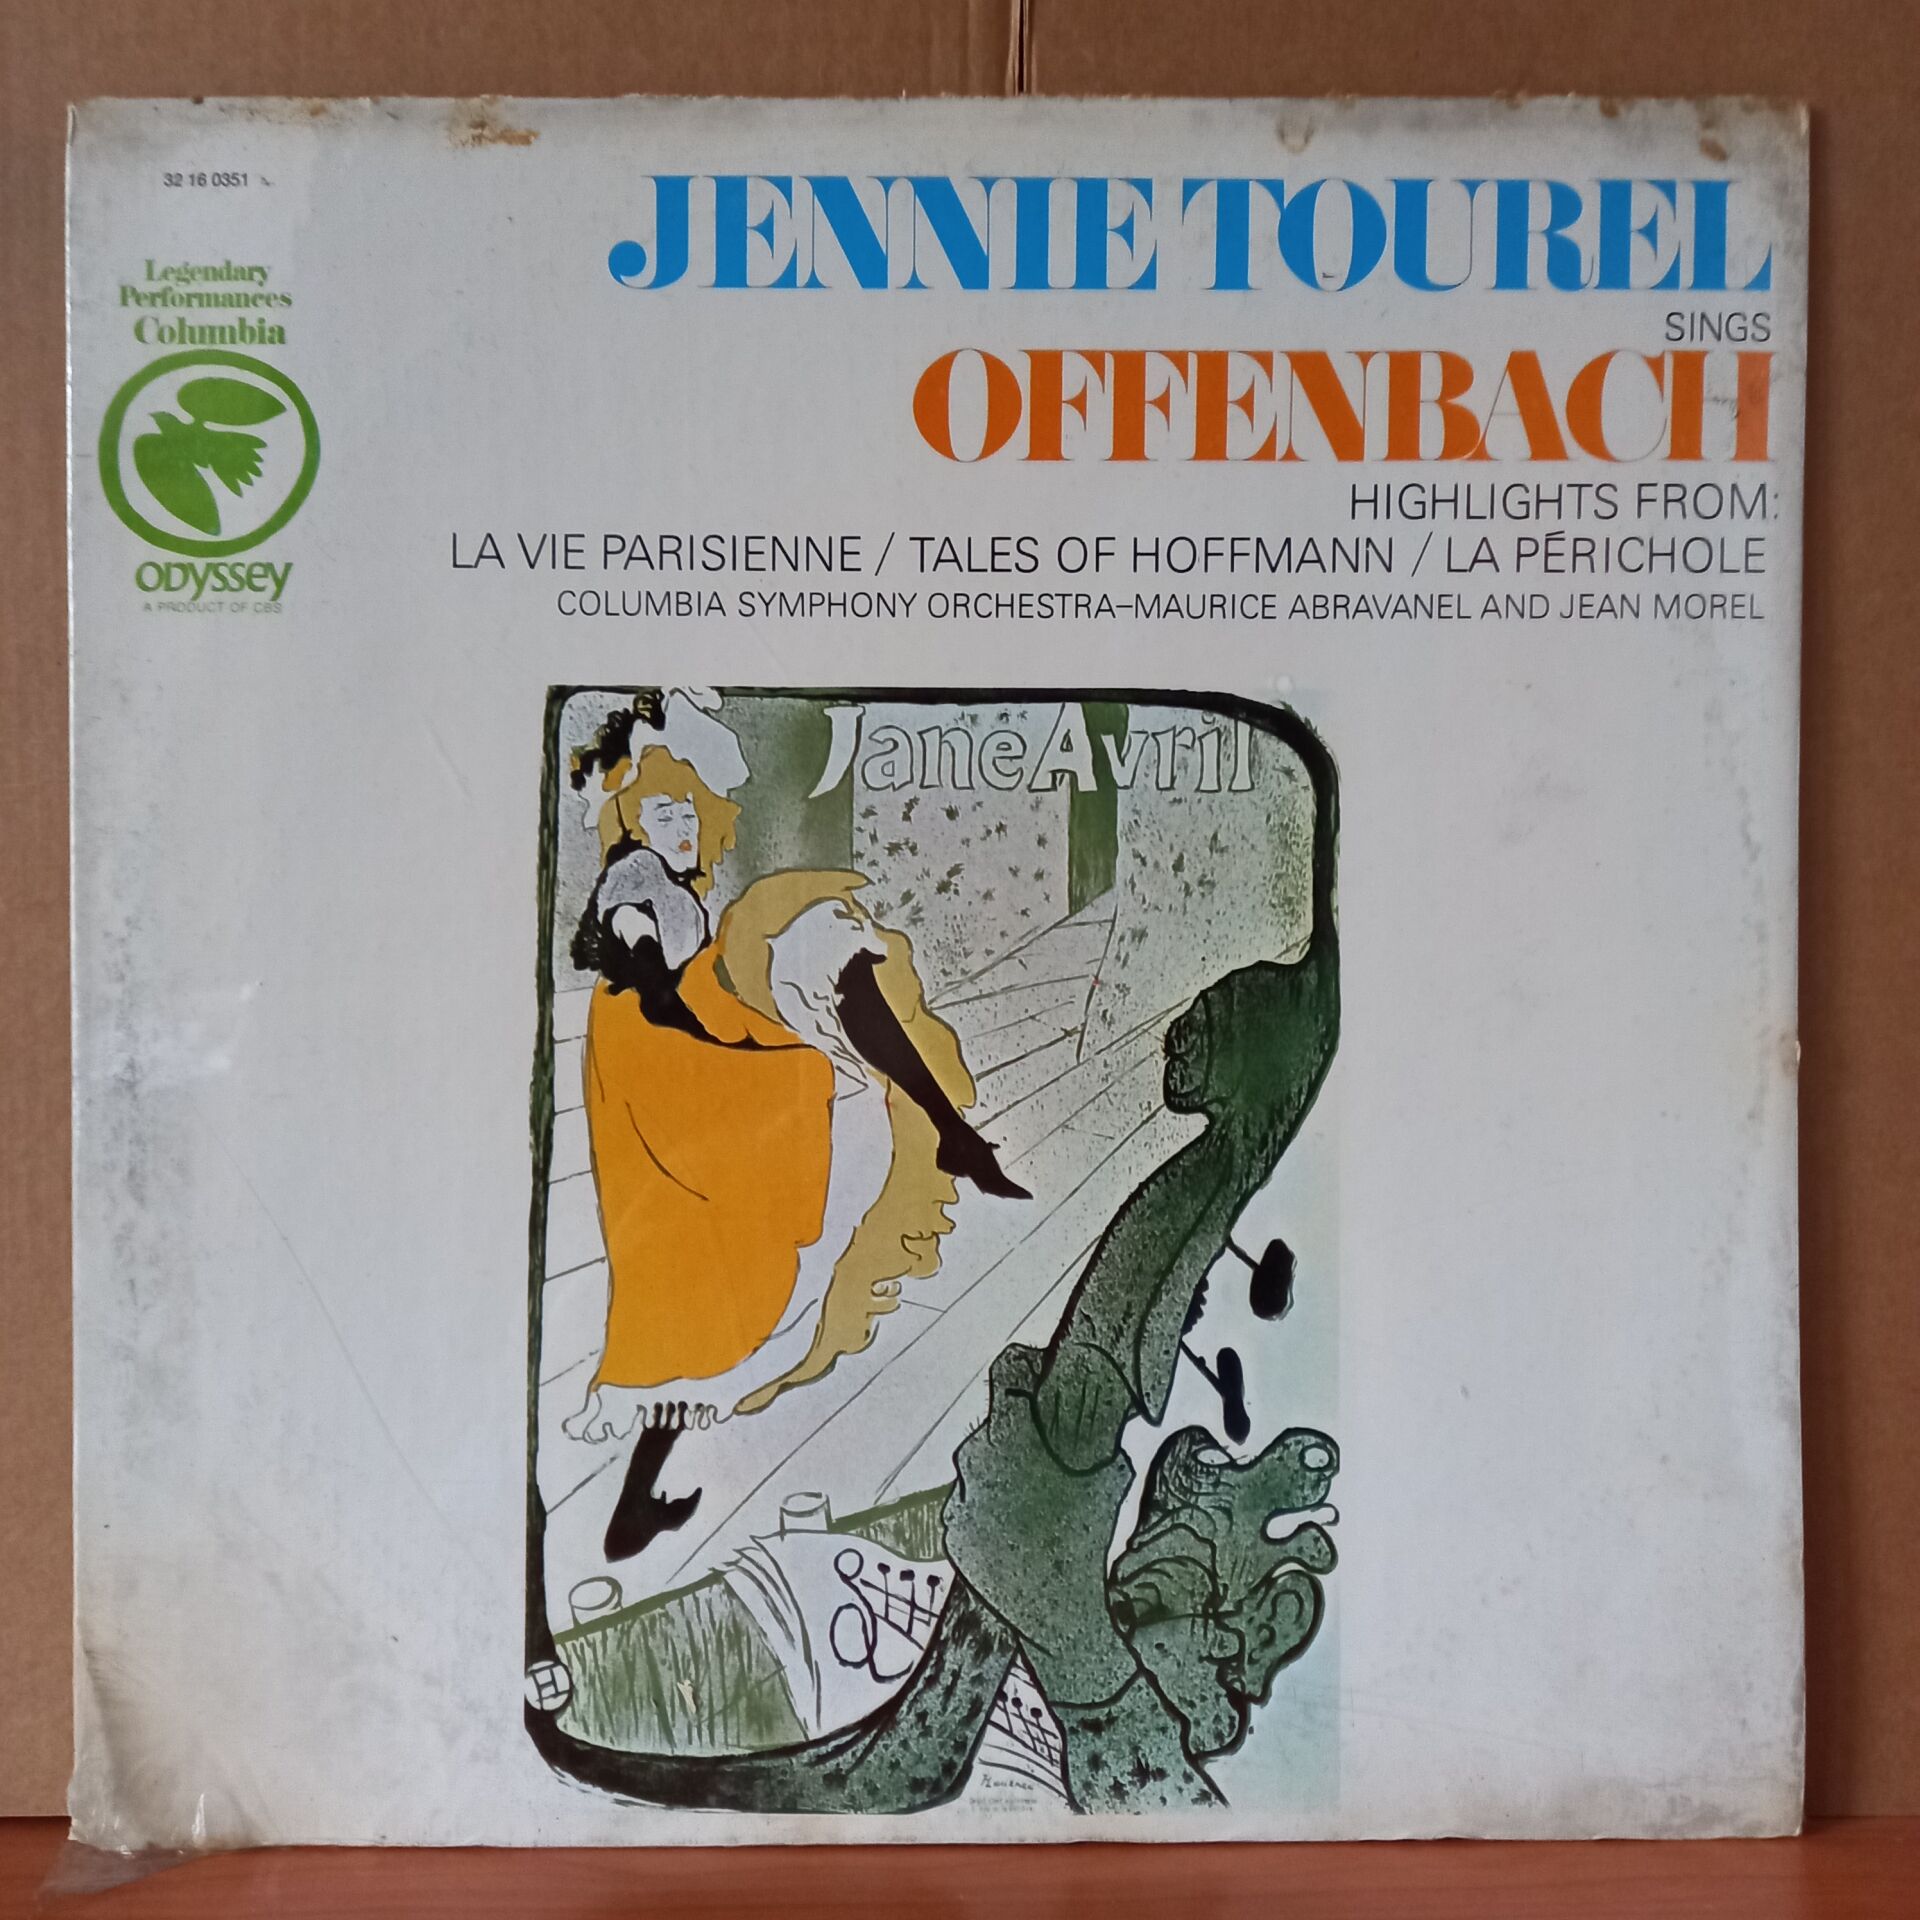 32 16 0351
Legendary
Performances
Columbia
ODYSSEY
A PRODUCT OF CBS
JENNIE TOUREL
SINGS
OFFENBACH
HIGHLIGHTS FROM:
LA VIE PARISIENNE / TALES OF HOFFMANN / LA PÉRICHOLE
COLUMBIA SYMPHONY ORCHESTRA–MAURICE ABRAVANEL AND JEAN MOREL
Jane Avril